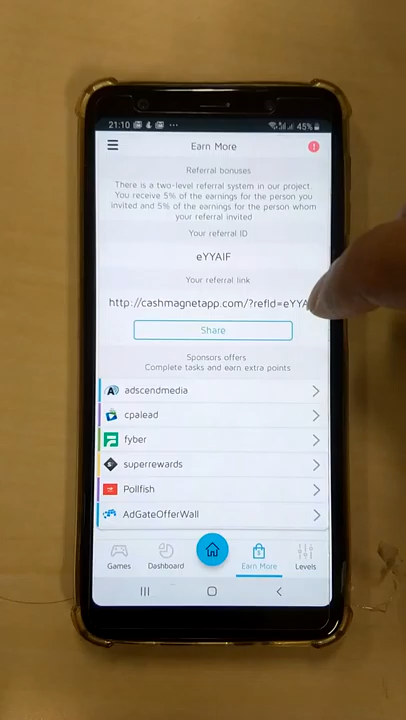 21:10 45%
Earn More
Referral bonuses
There is a two-level referral system in our project.
You receive 5% of the earnings for the person you
invited and 5% of the earnings for the person whom
your referral invited
Your referral ID
eYYAIF
Your referral link
http://cashmagnetapp.com/?refId=eYYA
Share
Sponsors offers
Complete tasks and earn extra points
adscendmedia
cpalead
fyber
superrewards
Pollfish
AdGateOfferWall
Games Dashboard Earn More Levels